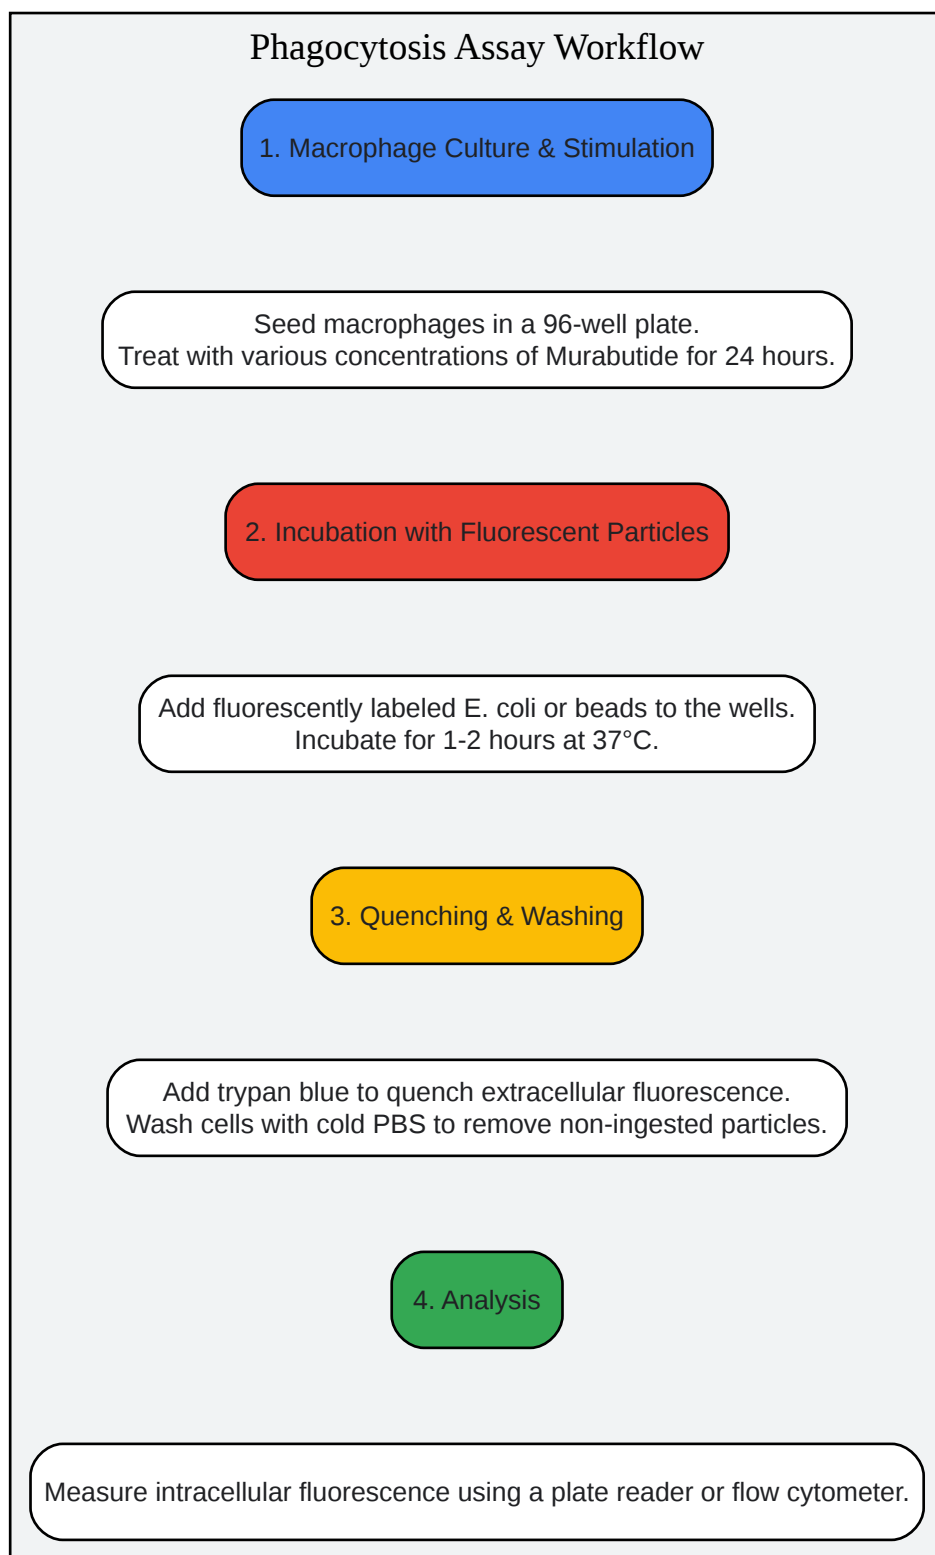 Phagocytosis Assay Workflow
1. Macrophage Culture & Stimulation
Seed macrophages in a 96-well plate.
Treat with various concentrations of Murabutide for 24 hours.
2. Incubation with Fluorescent Particles
Add fluorescently labeled E. coli or beads to the wells.
Incubate for 1-2 hours at 37°C.
3. Quenching & Washing
Add trypan blue to quench extracellular fluorescence.
Wash cells with cold PBS to remove non-ingested particles.
4. Analysis
Measure intracellular fluorescence using a plate reader or flow cytometer.